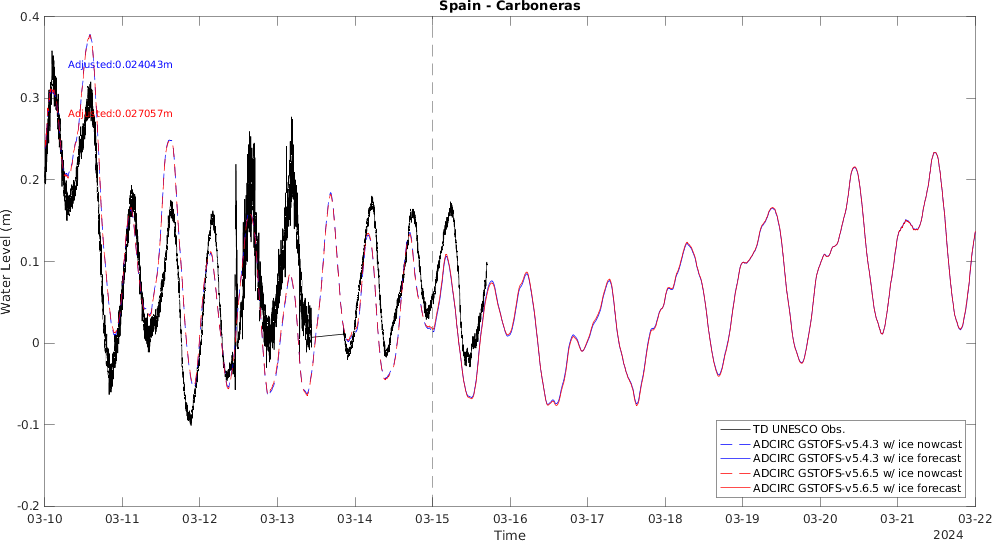 Spain - Carboneras
0.4
0.3
0.2
0.1
0
-0.1
-0.2
Water Level (m)
Adjusted:0.024043m
Adjusted:0.027057m
TD UNESCO Obs.
ADCIRC GSTOFS-v5.4.3 w/ ice nowcast
ADCIRC GSTOFS-v5.4.3 w/ ice forecast
ADCIRC GSTOFS-v5.6.5 w/ ice nowcast
ADCIRC GSTOFS-v5.6.5 w/ ice forecast
03-10 03-11 03-12 03-13 03-14 03-15 03-16 03-17 03-18 03-19 03-20 03-21 03-22
Time
2024